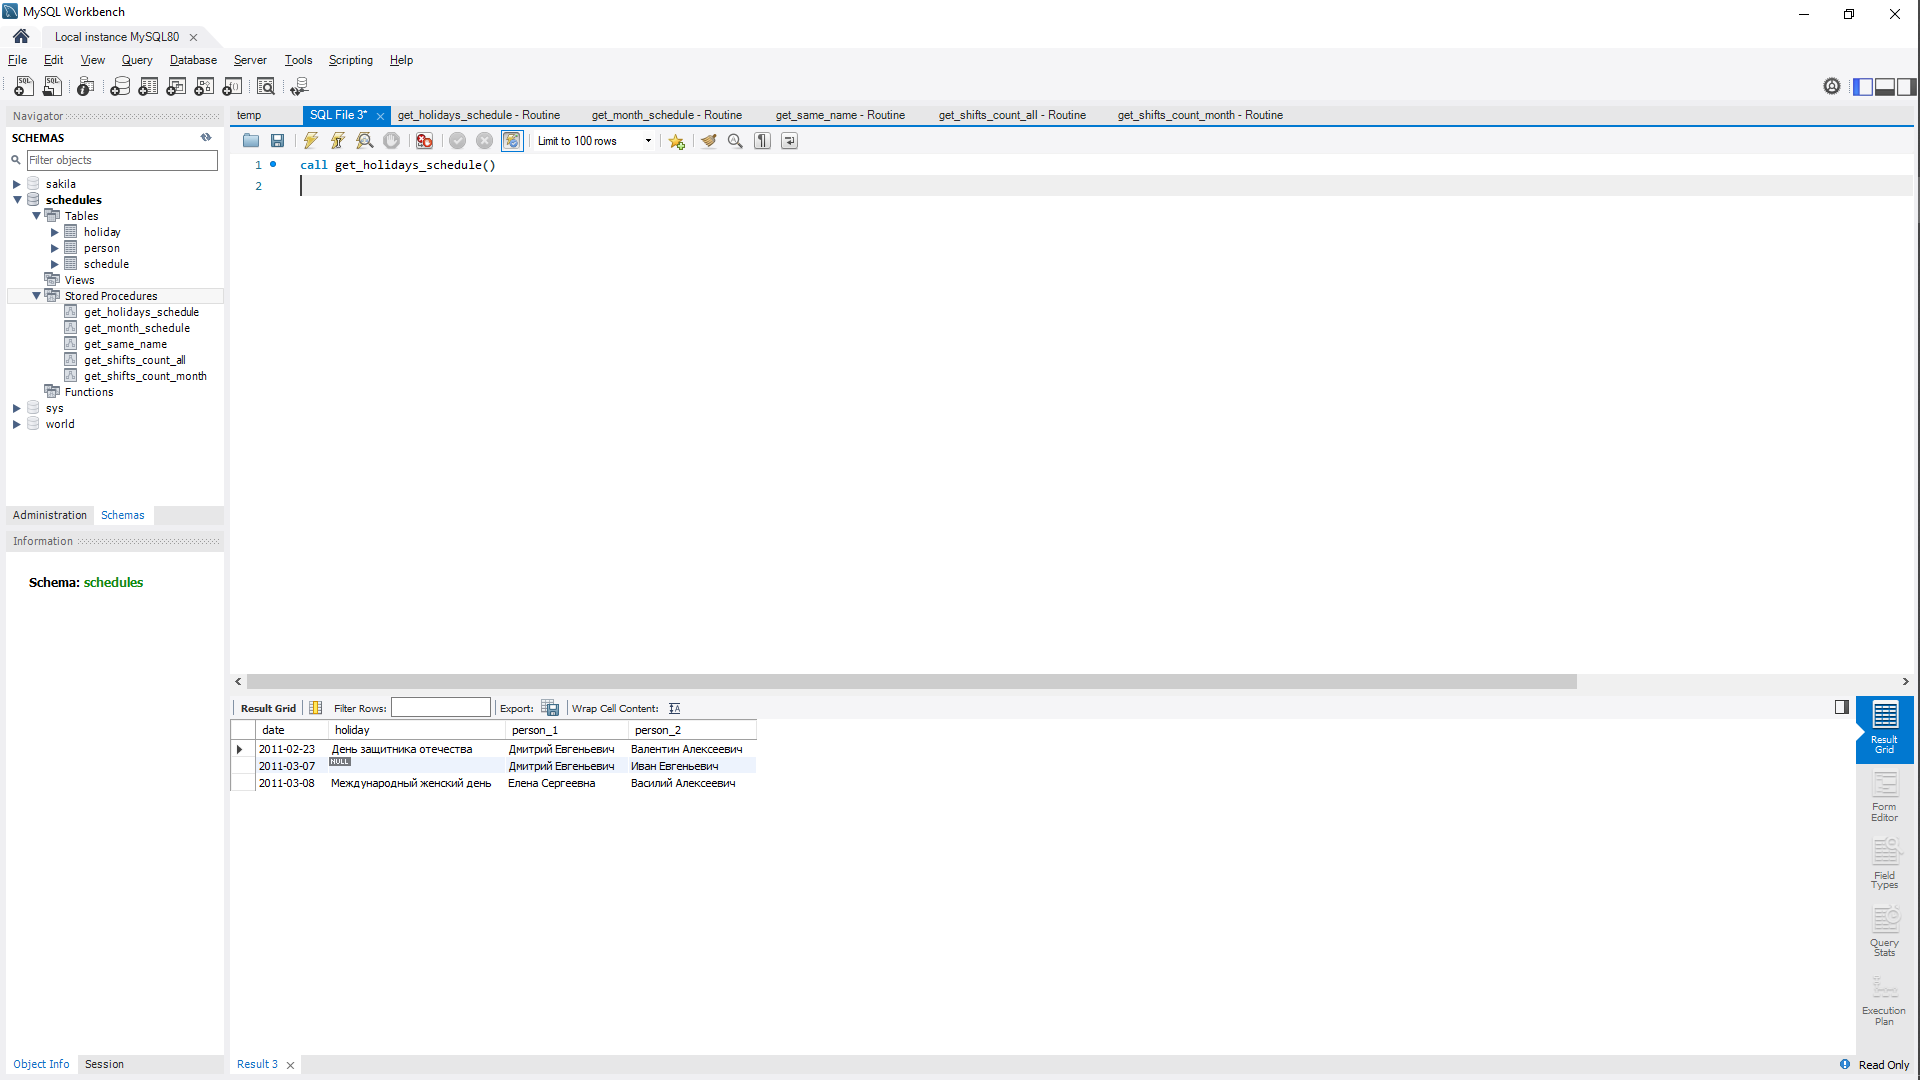 MySQL Workbench
Local instance MySQL80
File Edit View Query Database Server Tools Scripting Help
Navigator
SCHEMAS
Filter objects
sakila
schedules
Tables
holiday
person
schedule
Views
Stored Procedures
get_holidays_schedule
get_month_schedule
get_same_name
get_shifts_count_all
get_shifts_count_month
Functions
sys
world
Administration Schemas
Information
Schema: schedules
Object Info Session
temp SQL File 3* get_holidays_schedule - Routine get_month_schedule - Routine get_same_name - Routine get_shifts_count_all - Routine get_shifts_count_month - Routine
Limit to 100 rows
1 call get_holidays_schedule()
2
Result Grid Filter Rows: Export: Wrap Cell Content:
date holiday person_1 person_2
2011-02-23 День защитника отечества Дмитрий Евгеньевич Валентин Алексеевич
2011-03-07 NULL Дмитрий Евгеньевич Иван Евгеньевич
2011-03-08 Международный женский день Елена Сергеевна Василий Алексеевич
Result
Grid
Form
Editor
Field
Types
Query
Stats
Execution
Plan
Result 3
Read Only